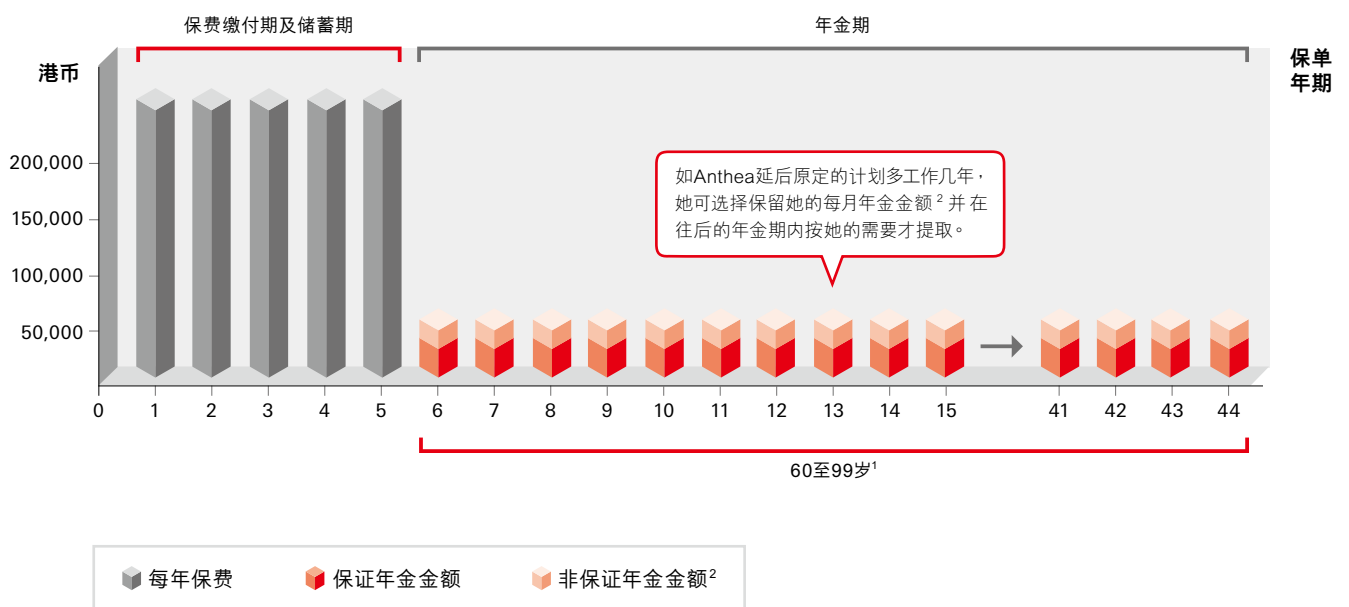 保费缴付期及储蓄期
年金期
港币
保单
年期
200,000
150,000
100,000
50,000
如Anthea延后原定的计划多工作几年，
她可选择保留她的每月年金金额²并在
往后的年金期内按她的需要才提取。
0 1 2 3 4 5 6 7 8 9 10 11 12 13 14 15 41 42 43 44
60至99岁¹
每年保费 保证年金金额 非保证年金金额²